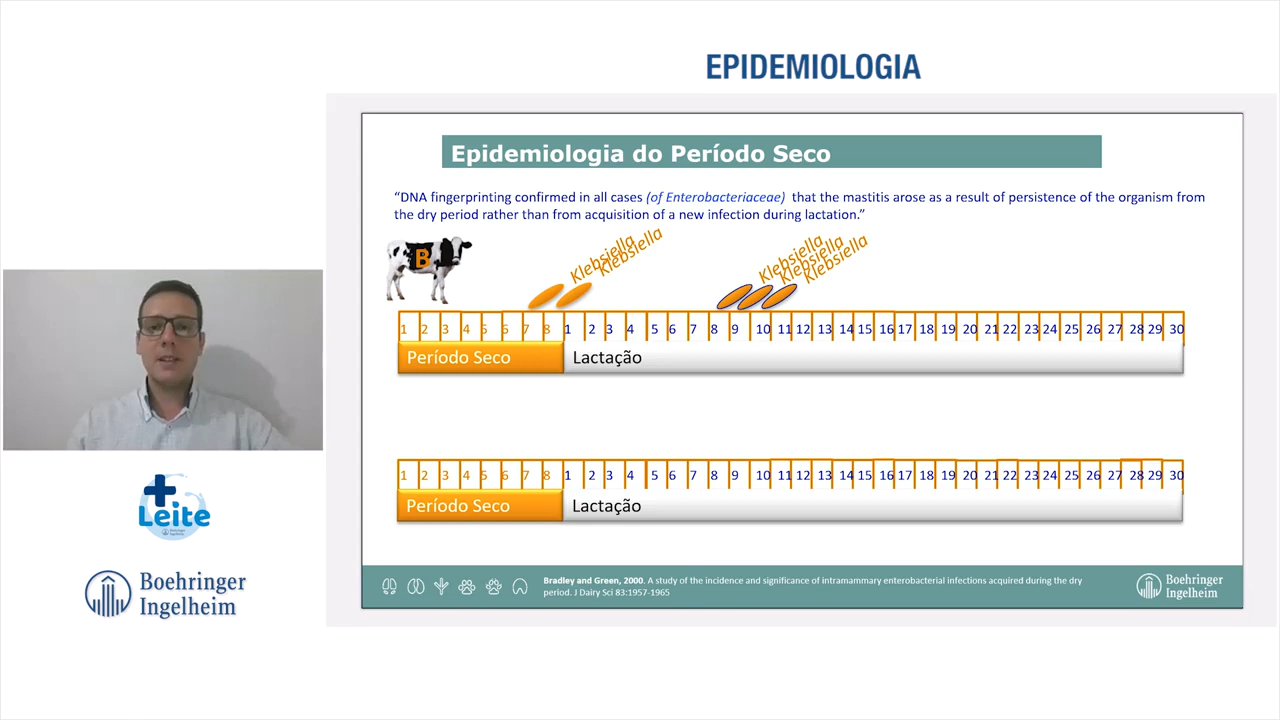 EPIDEMIOLOGIA
Epidemiologia do Período Seco
“DNA fingerprinting confirmed in all cases (of Enterobacteriaceae) that the mastitis arose as a result of persistence of the organism from
the dry period rather than from acquisition of a new infection during lactation.”
B
Klebsiella
Klebsiella
Klebsiella
Klebsiella
Klebsiella
1 2 3 4 5 6 7 8 1 2 3 4 5 6 7 8 9 10 11 12 13 14 15 16 17 18 19 20 21 22 23 24 25 26 27 28 29 30
Período Seco Lactação
1 2 3 4 5 6 7 8 1 2 3 4 5 6 7 8 9 10 11 12 13 14 15 16 17 18 19 20 21 22 23 24 25 26 27 28 29 30
Período Seco Lactação
Bradley and Green, 2000. A study of the incidence and significance of intramammary enterobacterial infections acquired during the dry
period. J Dairy Sci 83:1957-1965
Boehringer
Ingelheim
+
Leite
Boehringer
Ingelheim
Boehringer
Ingelheim